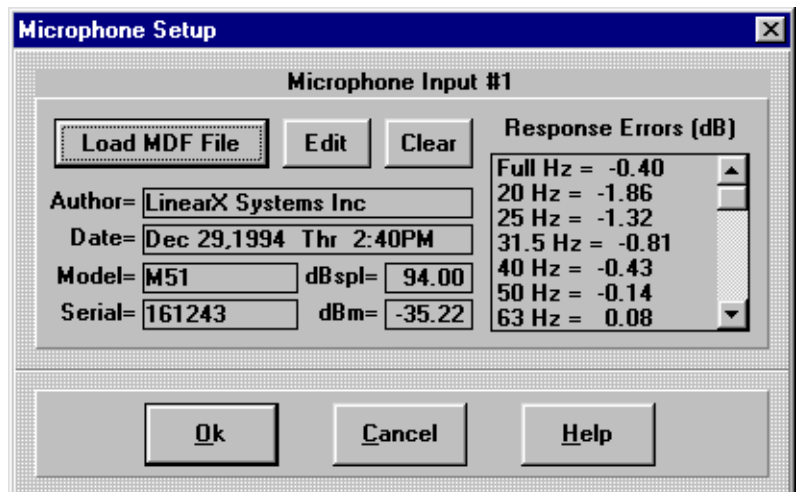 Microphone Setup
Microphone Input #1
Load MDF File Edit Clear
Author= LinearX Systems Inc
Date= Dec 29,1994 Thr 2:40PM
Model= M51 dBspl= 94.00
Serial= 161243 dBm= -35.22
Response Errors (dB)
Full Hz = -0.40
20 Hz = -1.86
25 Hz = -1.32
31.5 Hz = -0.81
40 Hz = -0.43
50 Hz = -0.14
63 Hz = 0.08
Ok Cancel Help